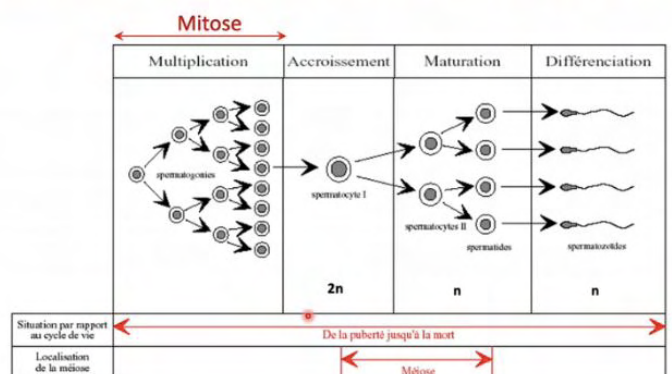 Mitose
Multiplication
Accroissement
Maturation
Différenciation
spermatogonies
spermatocyte I
spermatocytes II
spermatides
spermatozoïdes
2n
n
n
Situation par rapport
au cycle de vie
De la puberté jusqu'à la mort
Localisation
de la méiose
Méiose